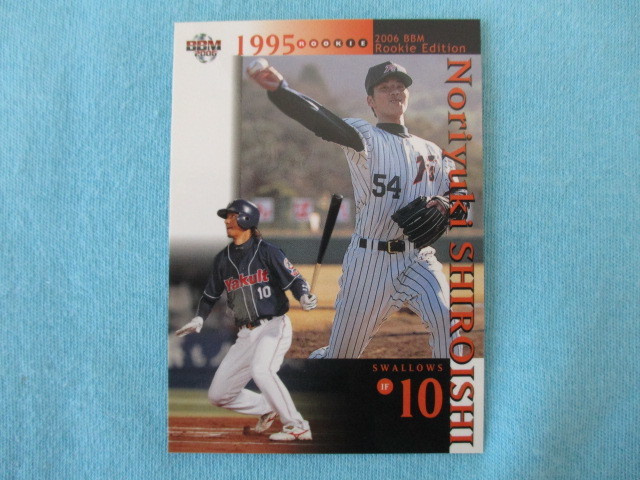 BBM
2006
1995 ROOKIE
2006 BBM
Rookie Edition
Noriyuki SHIROISHI
54
Yakult
10
SWALLOWS
IF 10